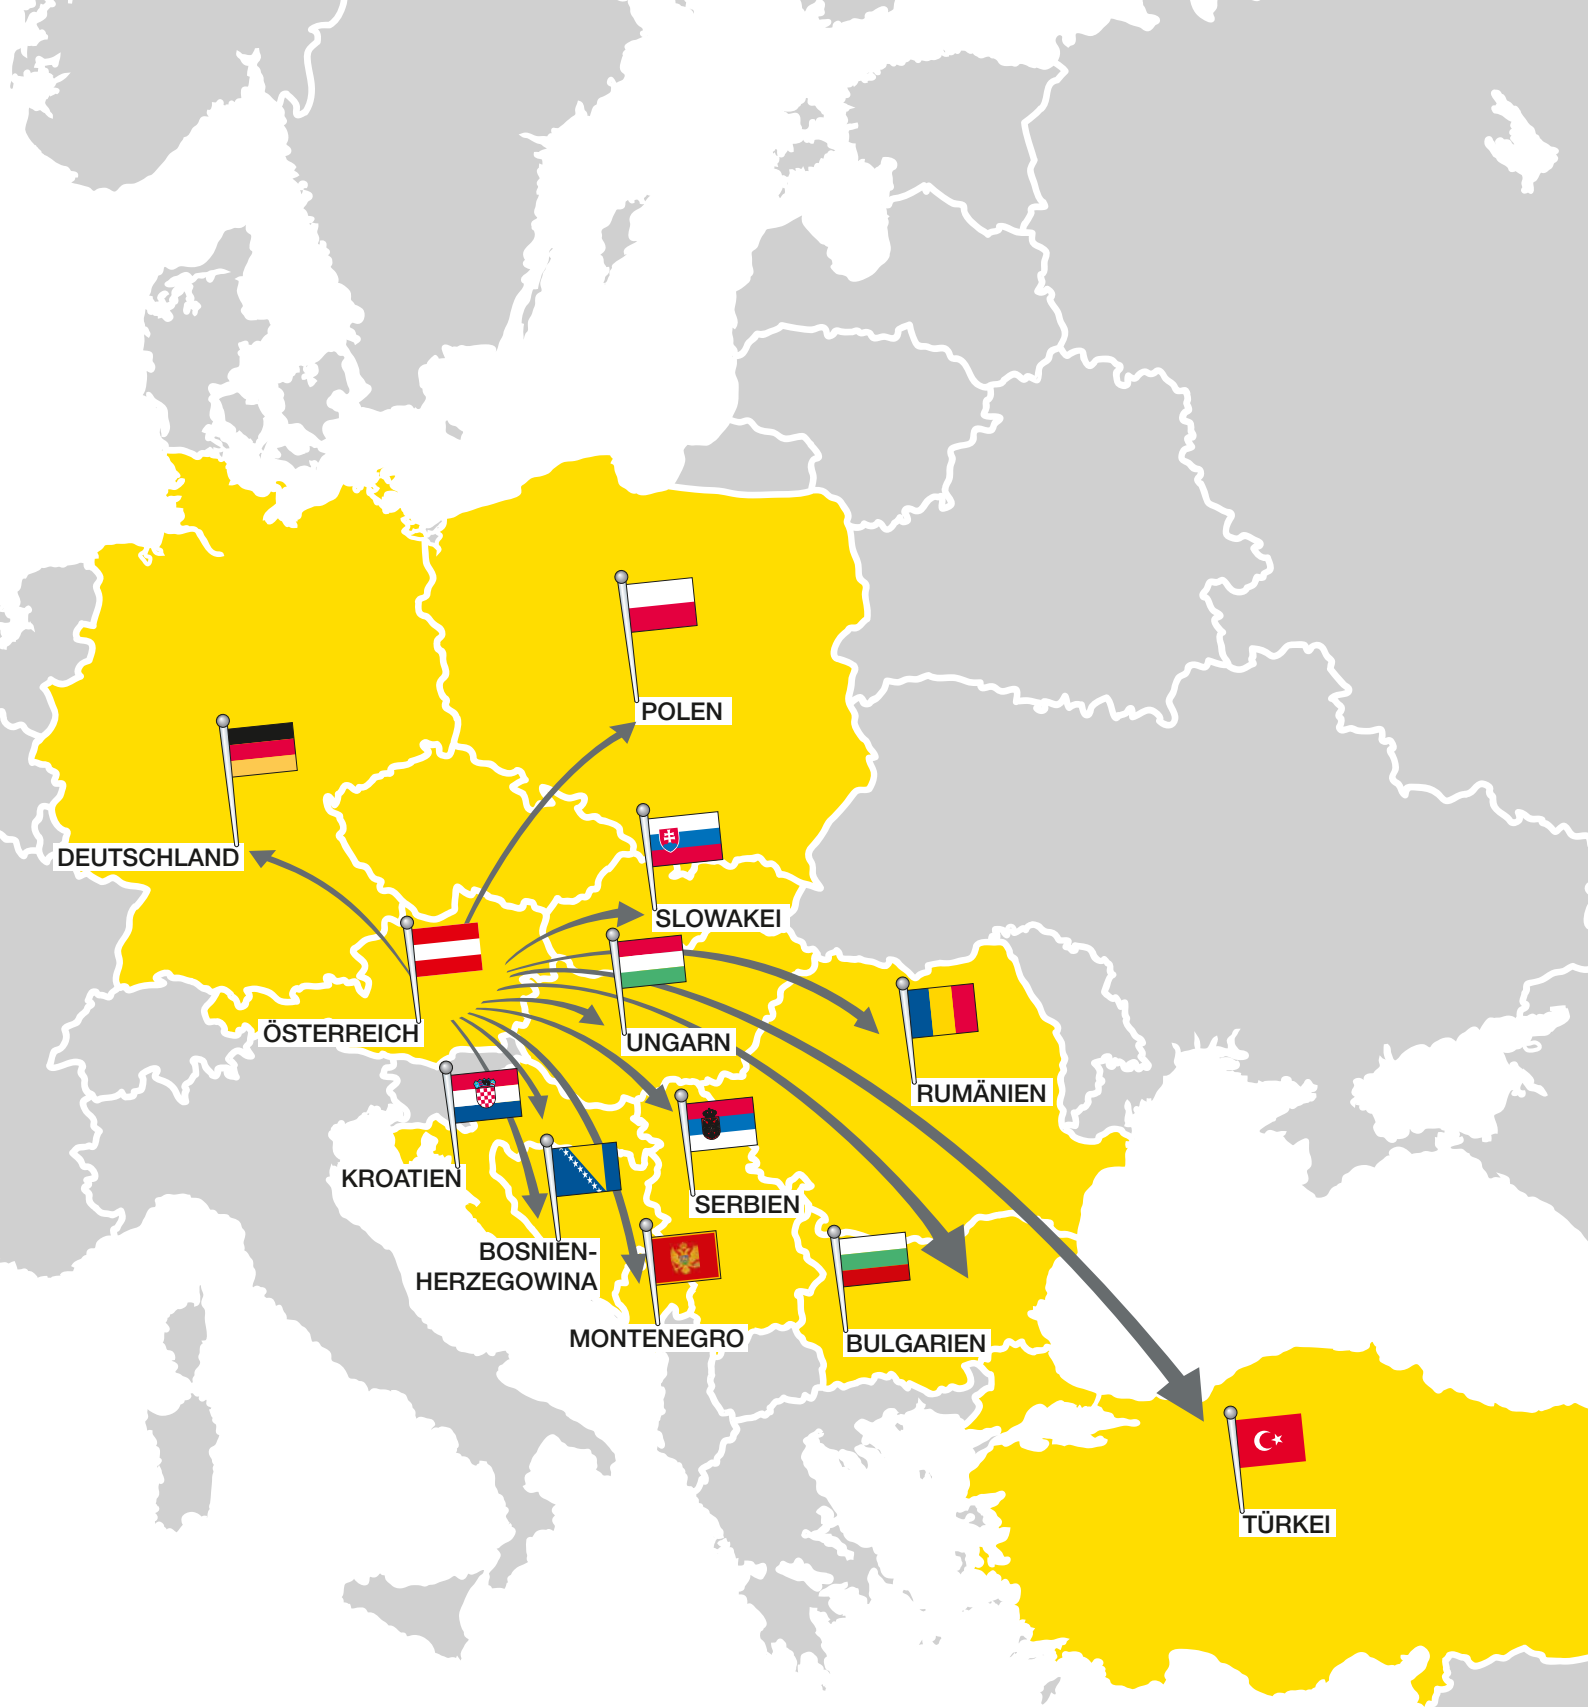 POLEN
DEUTSCHLAND
SLOWAKEI
ÖSTERREICH
UNGARN
RUMÄNIEN
KROATIEN
SERBIEN
BOSNIEN-
HERZEGOWINA
MONTENEGRO
BULGARIEN
TÜRKEI